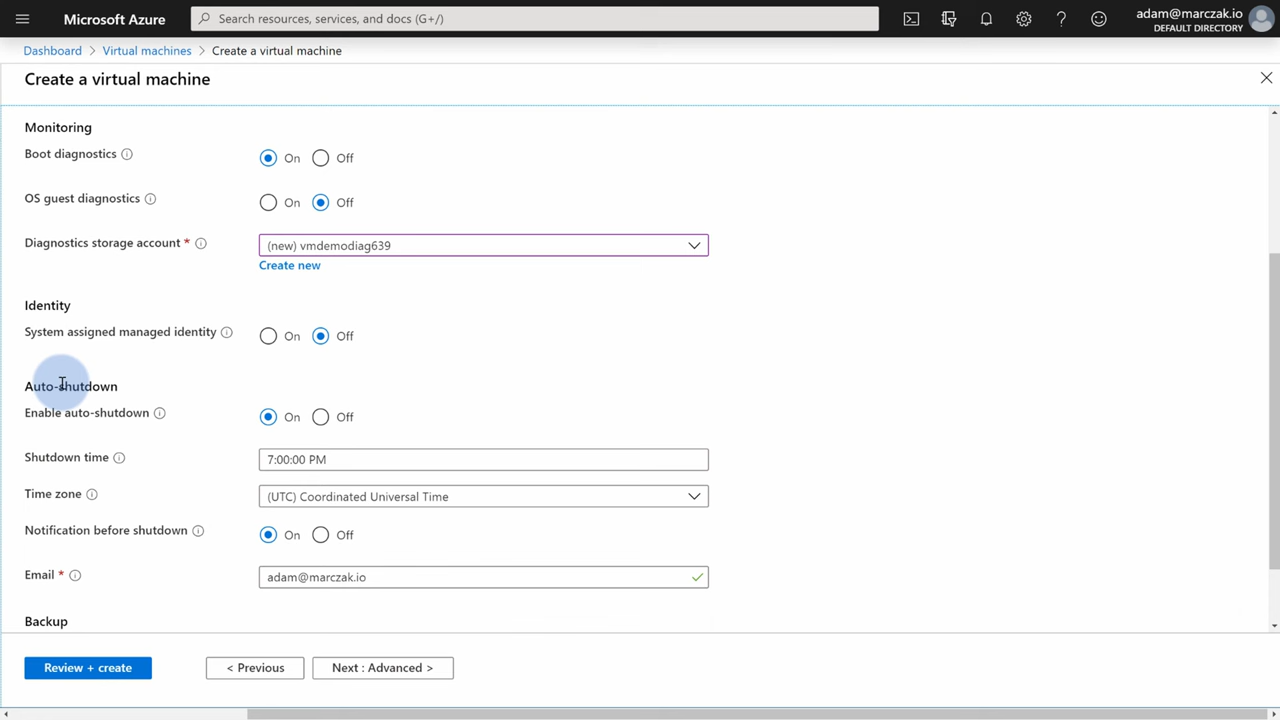 Microsoft Azure
Search resources, services, and docs (G+/)
adam@marczak.io
DEFAULT DIRECTORY
Dashboard > Virtual machines > Create a virtual machine
Create a virtual machine
Monitoring
Boot diagnostics On Off
OS guest diagnostics On Off
Diagnostics storage account * (new) vmdemodiag639
Create new
Identity
System assigned managed identity On Off
Auto-shutdown
Enable auto-shutdown On Off
Shutdown time 7:00:00 PM
Time zone (UTC) Coordinated Universal Time
Notification before shutdown On Off
Email * adam@marczak.io
Backup
Review + create < Previous Next : Advanced >